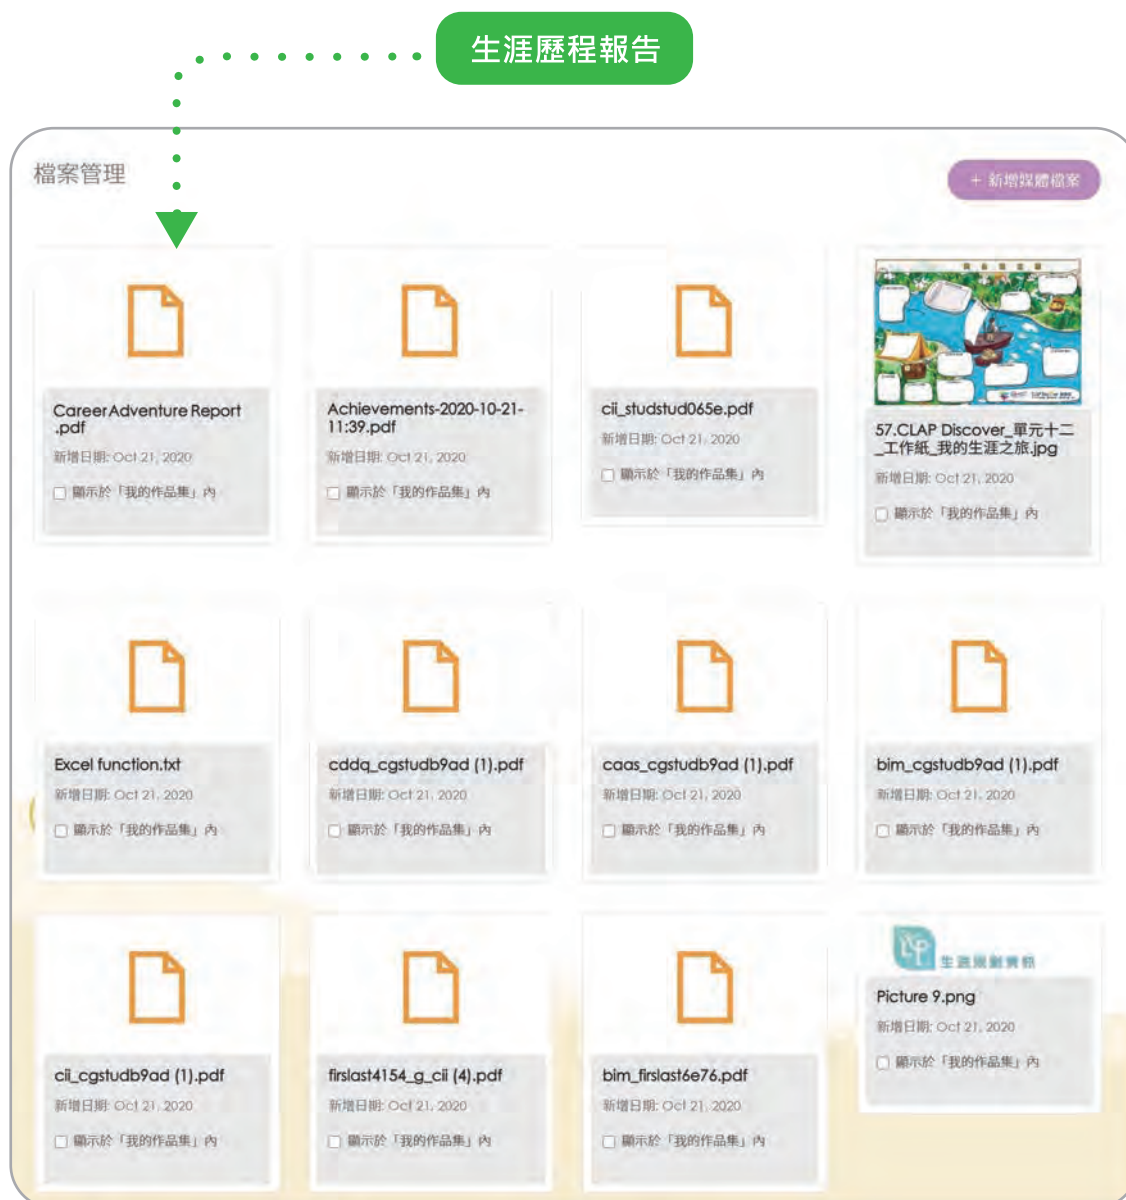 生涯歷程報告
檔案管理
+ 新增媒體檔案
CareerAdventure Report
.pdf
新增日期: Oct 21, 2020
顯示於「我的作品集」內
Achievements-2020-10-21-
11:39.pdf
新增日期: Oct 21, 2020
顯示於「我的作品集」內
cii_studstud065e.pdf
新增日期: Oct 21, 2020
顯示於「我的作品集」內
57.CLAP Discover_單元十二
_工作紙_我的生涯之旅.jpg
新增日期: Oct 21, 2020
顯示於「我的作品集」內
Excel function.txt
新增日期: Oct 21, 2020
顯示於「我的作品集」內
cddq_cgstudb9ad (1).pdf
新增日期: Oct 21, 2020
顯示於「我的作品集」內
caas_cgstudb9ad (1).pdf
新增日期: Oct 21, 2020
顯示於「我的作品集」內
bim_cgstudb9ad (1).pdf
新增日期: Oct 21, 2020
顯示於「我的作品集」內
cii_cgstudb9ad (1).pdf
新增日期: Oct 21, 2020
顯示於「我的作品集」內
firslast4154_g_cii (4).pdf
新增日期: Oct 21, 2020
顯示於「我的作品集」內
bim_firslast6e76.pdf
新增日期: Oct 21, 2020
顯示於「我的作品集」內
生涯規劃資訊
Picture 9.png
新增日期: Oct 21, 2020
顯示於「我的作品集」內